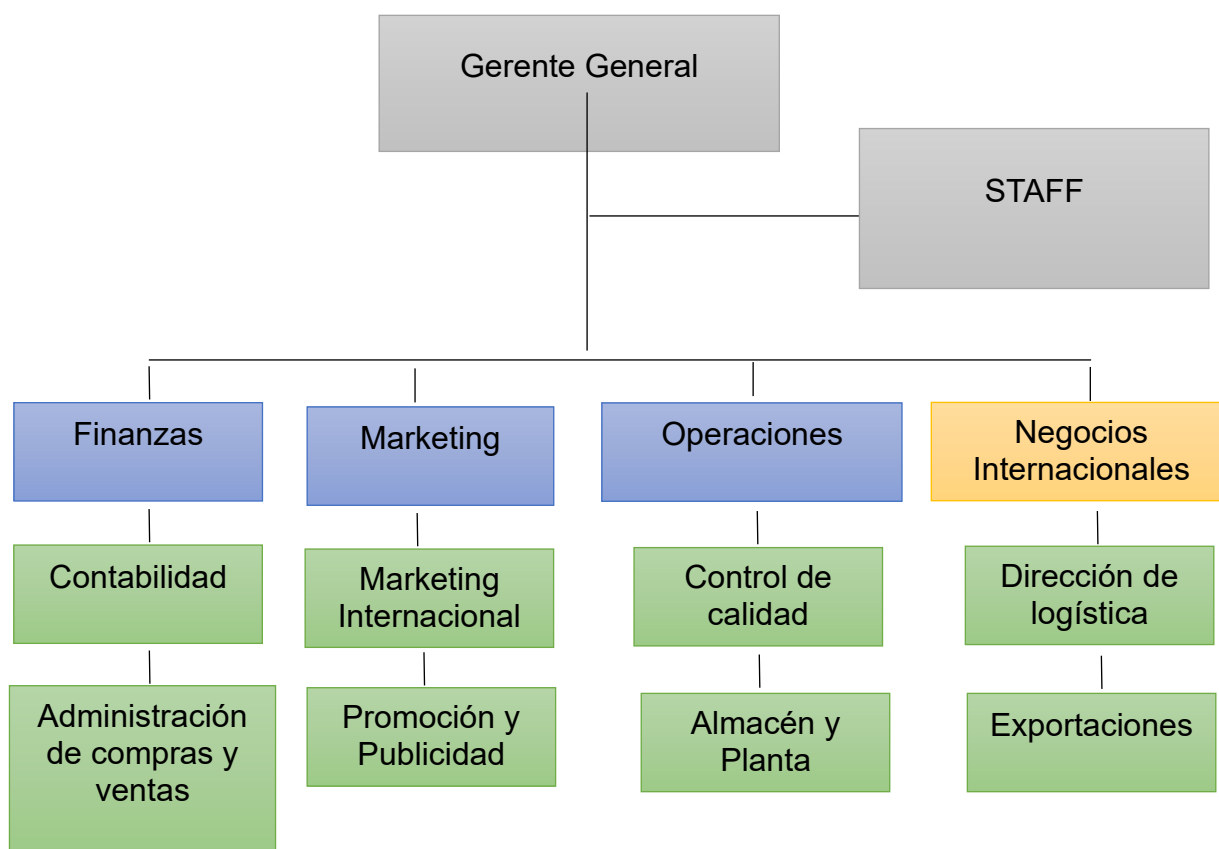 Gerente General
STAFF
Finanzas
Marketing
Operaciones
Negocios
Internacionales
Contabilidad
Marketing
Internacional
Control de
calidad
Dirección de
logística
Administración
de compras y
ventas
Promoción y
Publicidad
Almacén y
Planta
Exportaciones